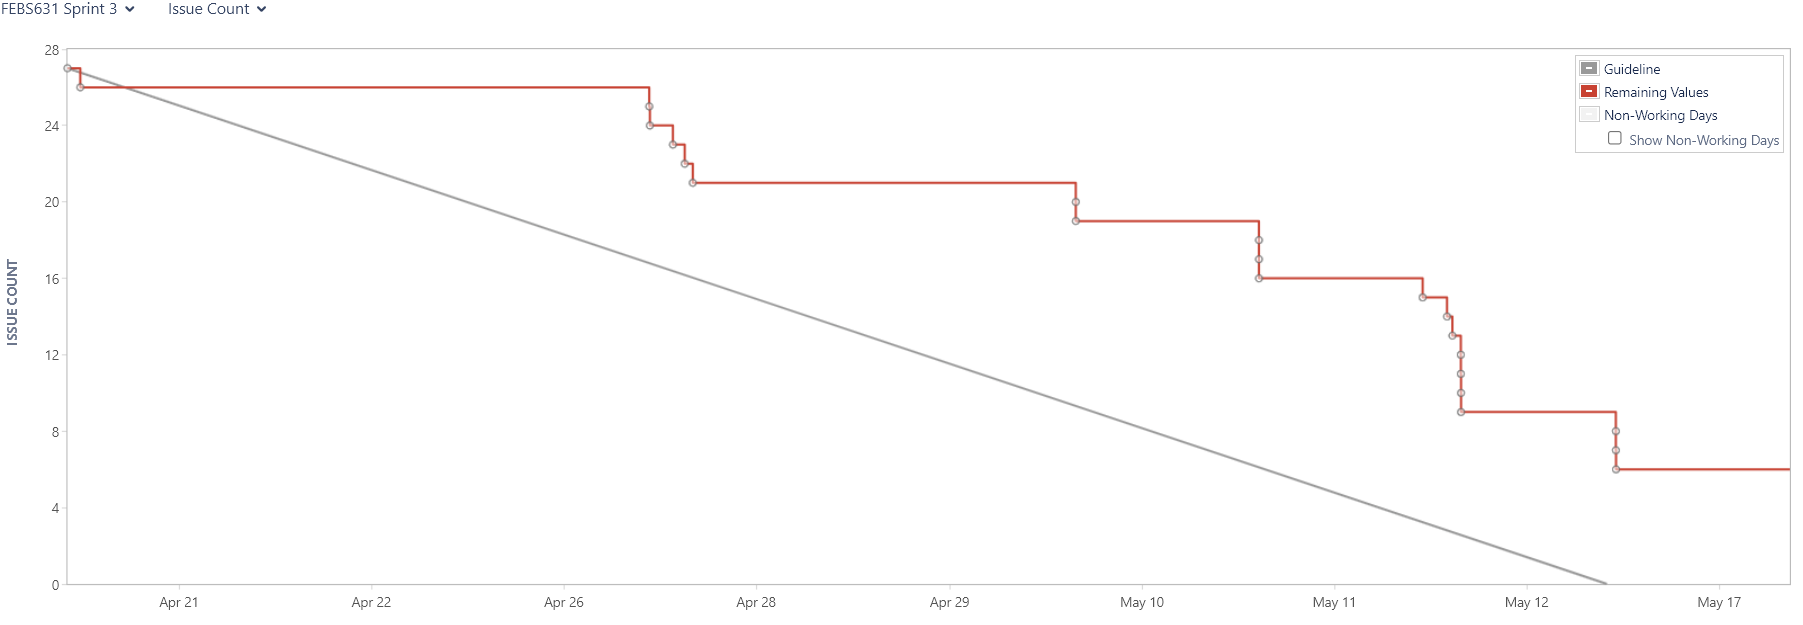 FEBS631 Sprint 3 Issue Count
28
24
20
16
12
8
4
0
ISSUE COUNT
Guideline
Remaining Values
Non-Working Days
Show Non-Working Days
Apr 21 Apr 22 Apr 26 Apr 28 Apr 29 May 10 May 11 May 12 May 17